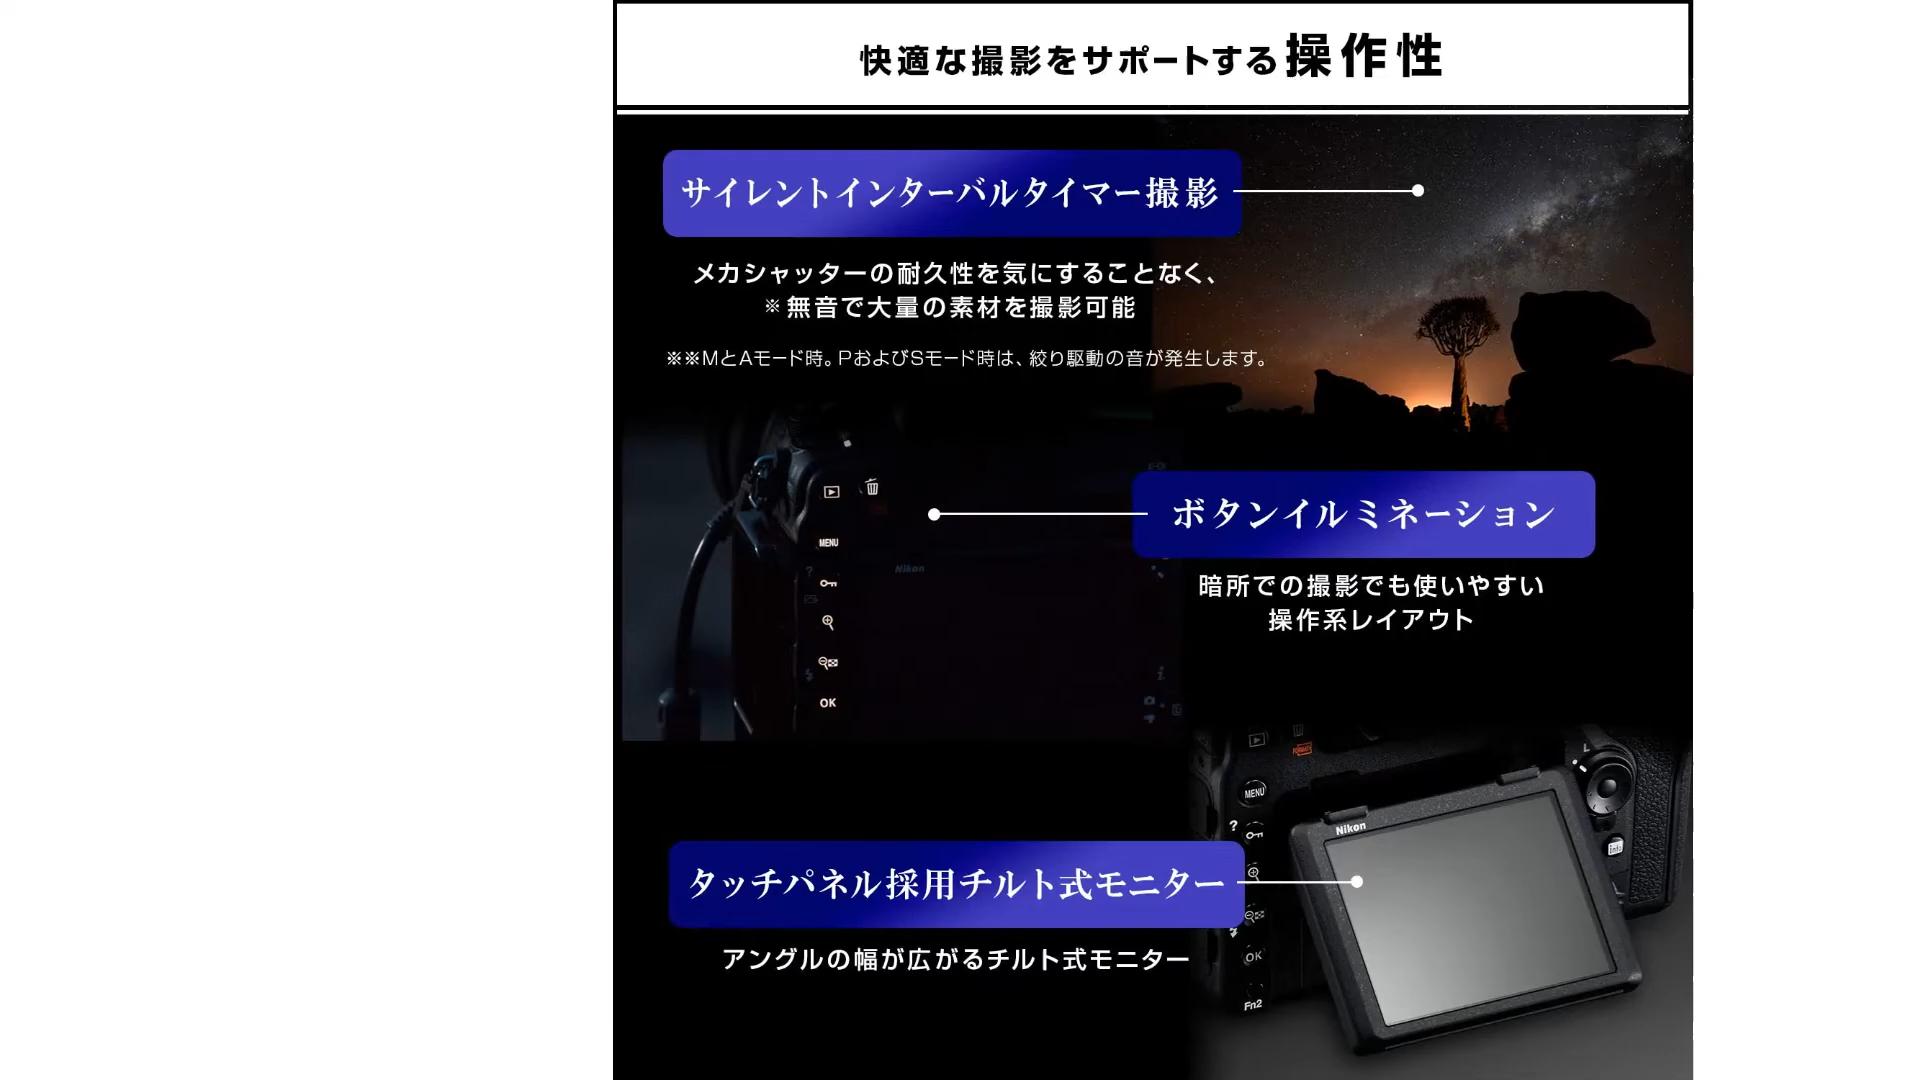 快適な撮影をサポートする操作性
サイレントインターバルタイマー撮影
メカシャッターの耐久性を気にすることなく、
※無音で大量の素材を撮影可能
※※MとAモード時。PおよびSモード時は、絞り駆動の音が発生します。
MENU
Nikon
?
OK
i
ボタンイルミネーション
暗所での撮影でも使いやすい
操作系レイアウト
FORMAT
L
MENU
?
Nikon
info
タッチパネル採用チルト式モニター
OK
Fn2
アングルの幅が広がるチルト式モニター